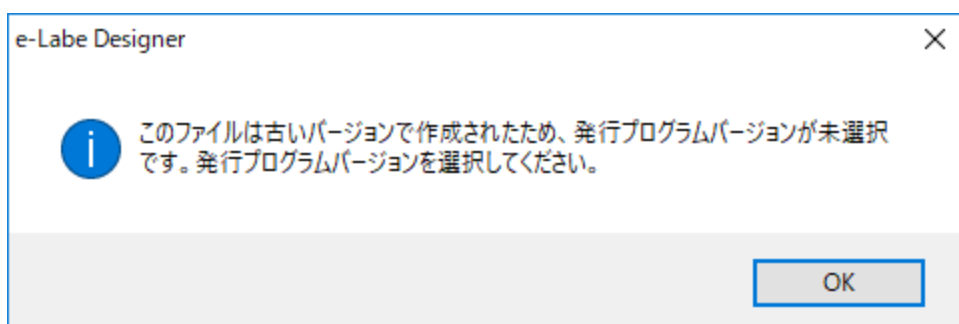 e-Labe Designer
このファイルは古いバージョンで作成されたため、発行プログラムバージョンが未選択
です。発行プログラムバージョンを選択してください。
OK